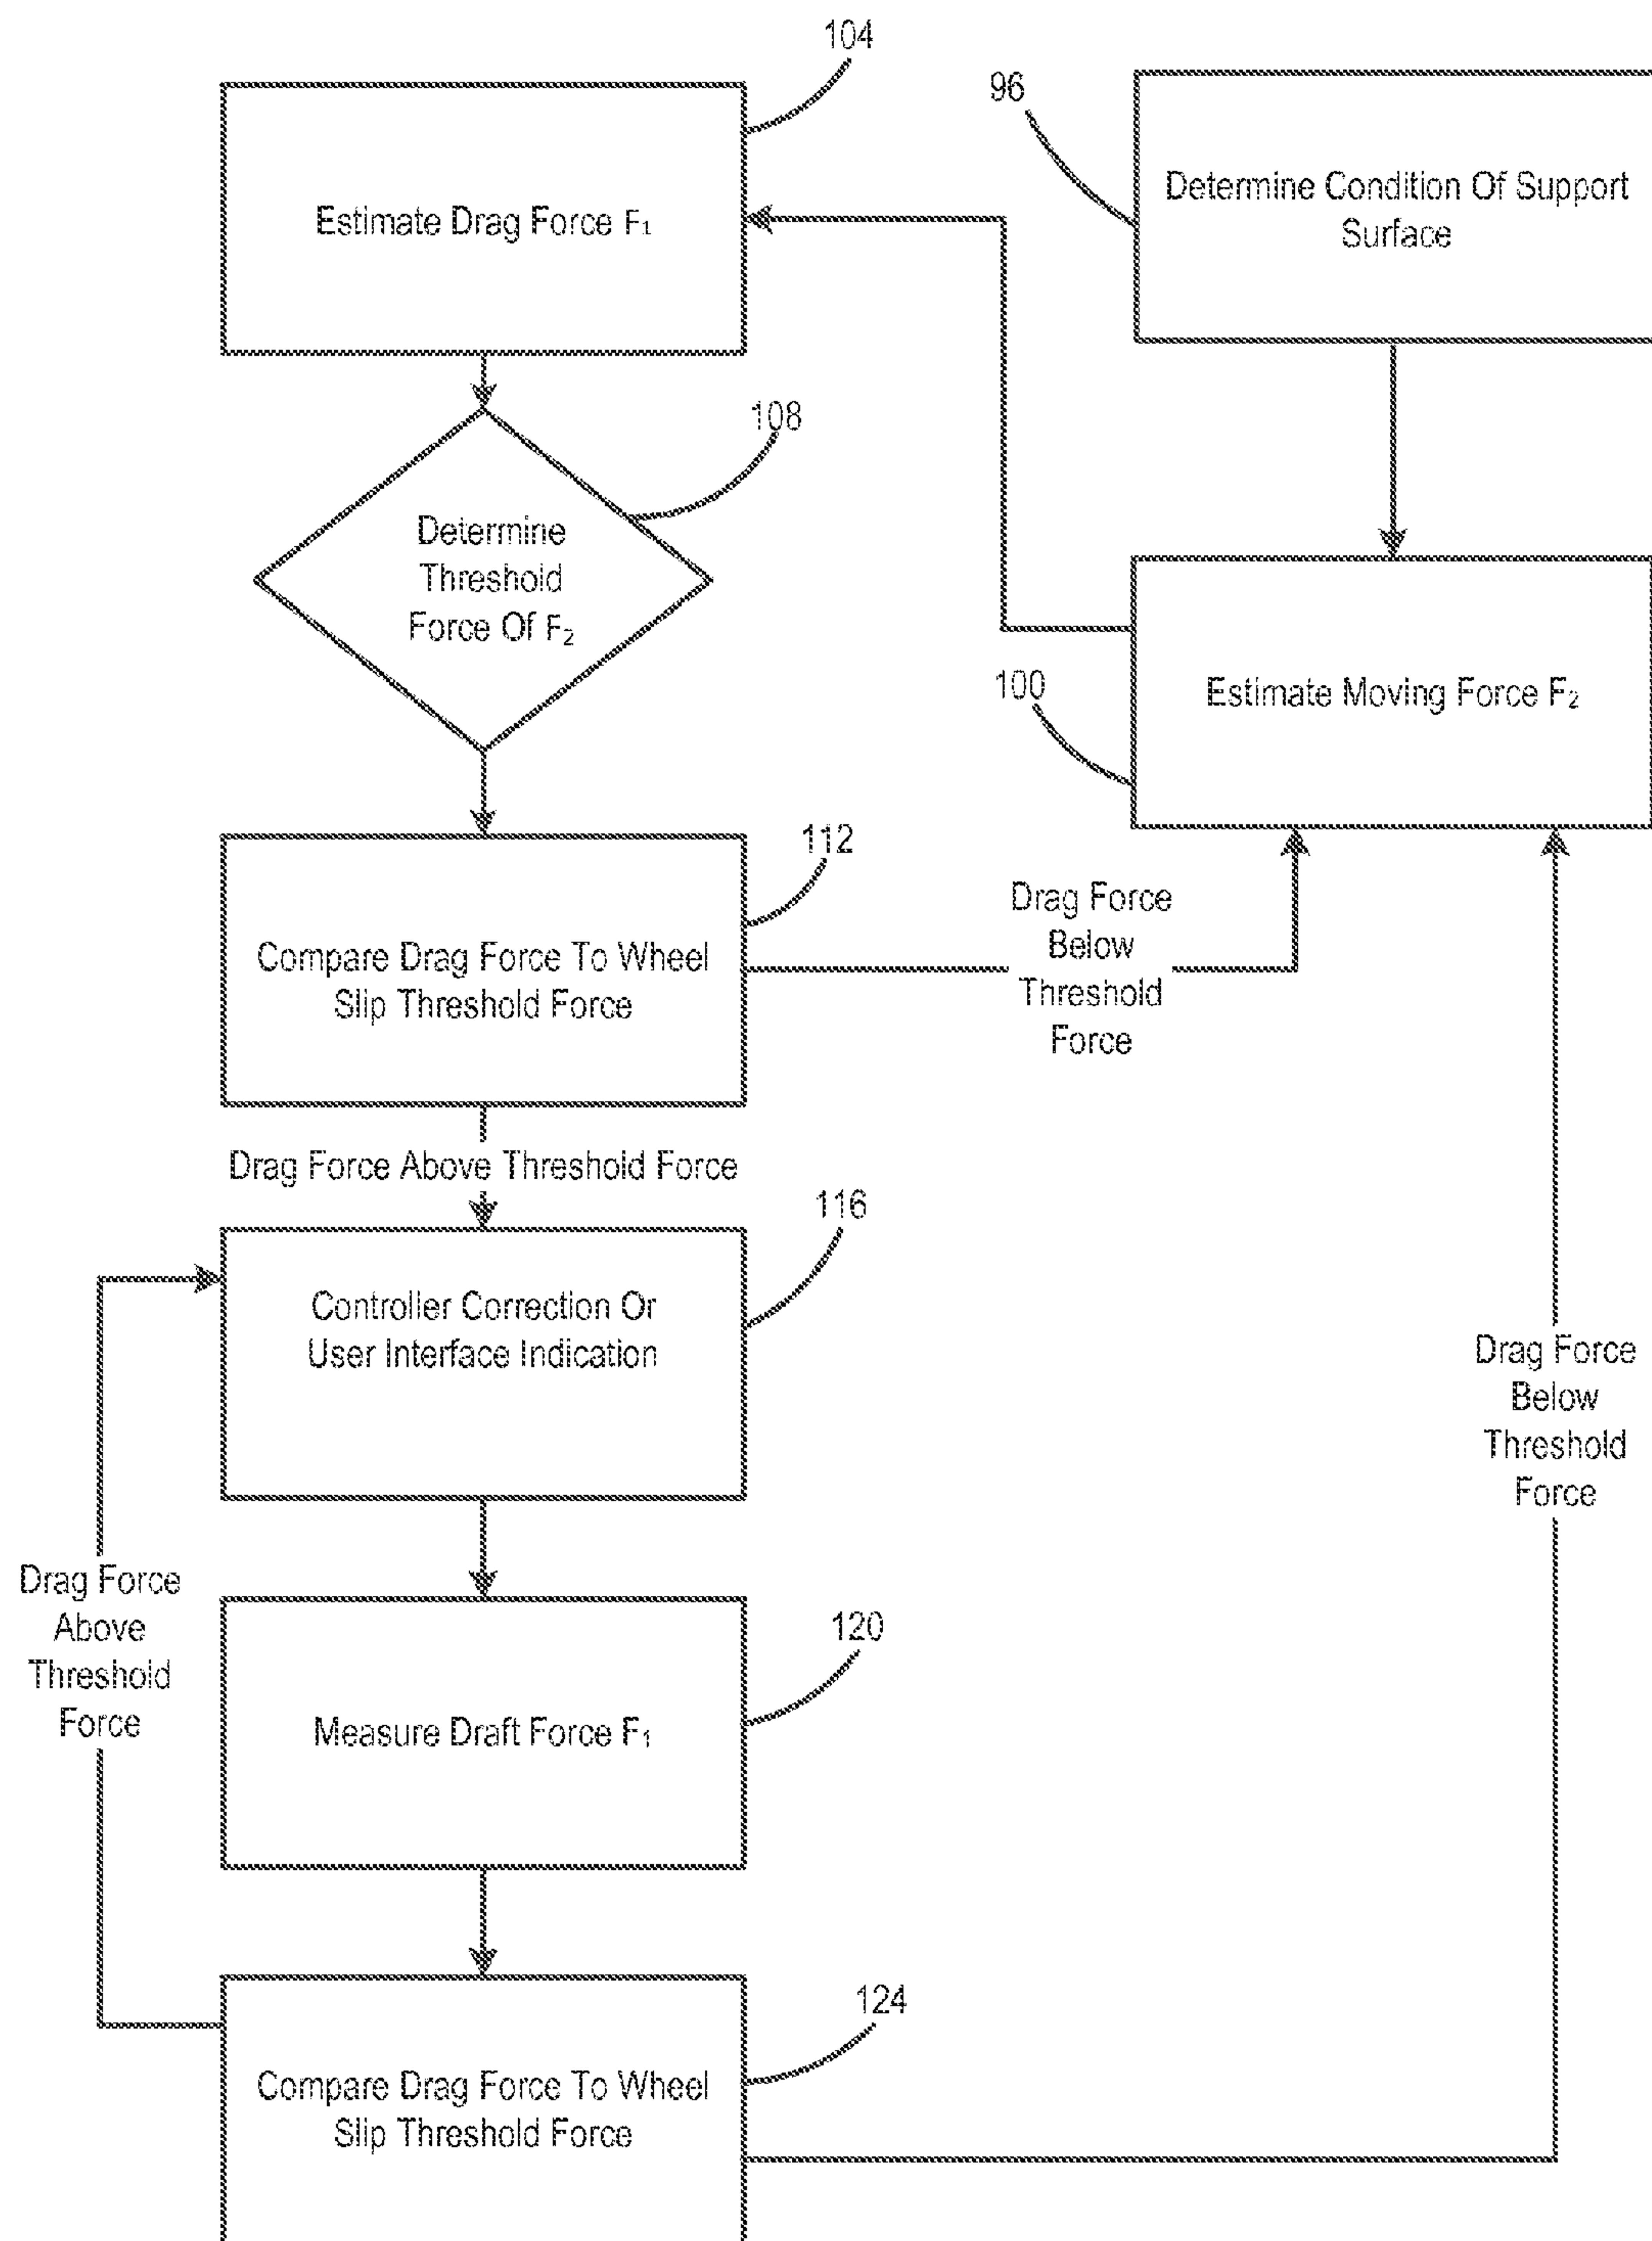 104
Estimate Drag Force F₁
96
Determine Condition Of Support
Surface
108
Determine
Threshold
Force Of F₂
100
Estimate Moving Force F₂
112
Compare Drag Force To Wheel
Slip Threshold Force
Drag Force
Below
Threshold
Force
Drag Force Above Threshold Force
116
Controller Correction Or
User Interface Indication
Drag Force
Below
Threshold
Force
Drag Force
Above
Threshold
Force
120
Measure Draft Force F₁
124
Compare Drag Force To Wheel
Slip Threshold Force